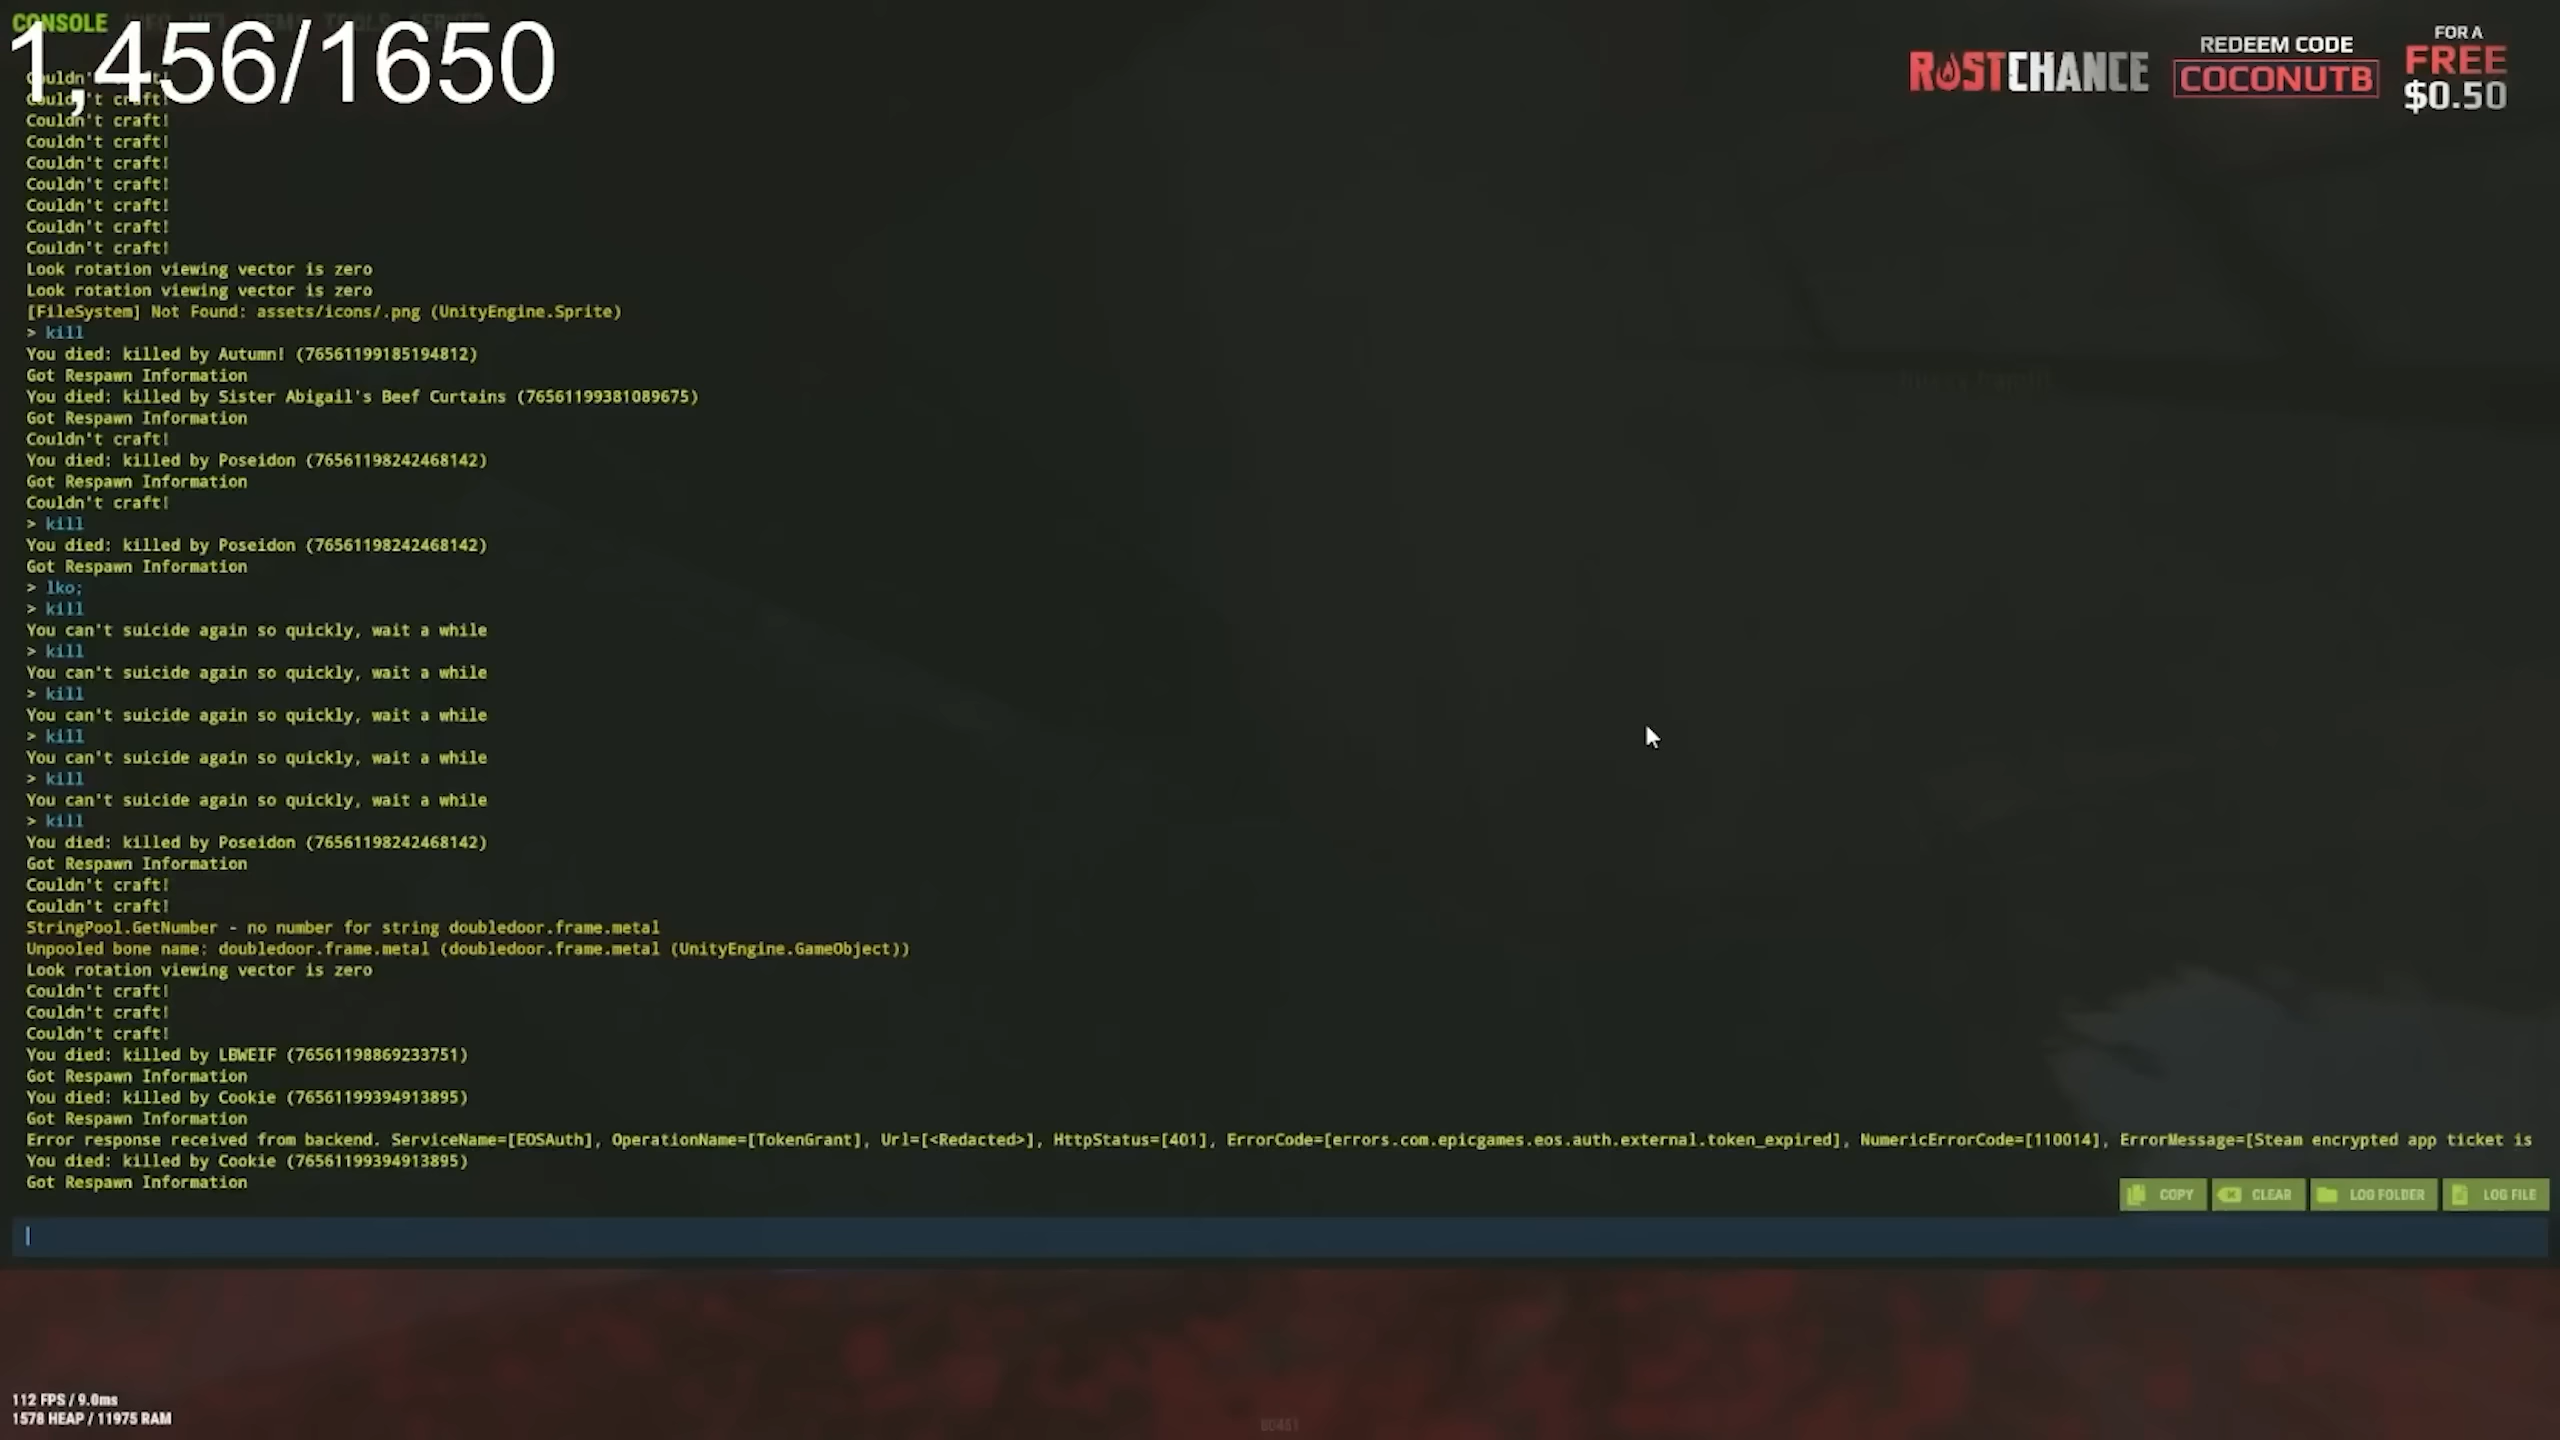 CONSOLE
1,456/1650
ROSTCHANCE
REDEEM CODE
COCONUTB
FOR A
FREE
$0.50
Couldn't craft!
Couldn't craft!
Couldn't craft!
Couldn't craft!
Couldn't craft!
Couldn't craft!
Couldn't craft!
Look rotation viewing vector is zero
Look rotation viewing vector is zero
[FileSystem] Not Found: assets/icons/.png (UnityEngine.Sprite)
> kill
You died: killed by Autumn! (76561199185194812)
Got Respawn Information
You died: killed by Sister Abigail's Beef Curtains (76561199381089675)
Got Respawn Information
Couldn't craft!
You died: killed by Poseidon (76561198242468142)
Got Respawn Information
Couldn't craft!
> kill
You died: killed by Poseidon (76561198242468142)
Got Respawn Information
> lko;
> kill
You can't suicide again so quickly, wait a while
> kill
You can't suicide again so quickly, wait a while
> kill
You can't suicide again so quickly, wait a while
> kill
You can't suicide again so quickly, wait a while
> kill
You can't suicide again so quickly, wait a while
> kill
You died: killed by Poseidon (76561198242468142)
Got Respawn Information
Couldn't craft!
Couldn't craft!
StringPool.GetNumber - no number for string doubledoor.frame.metal
Unpooled bone name: doubledoor.frame.metal (doubledoor.frame.metal (UnityEngine.GameObject))
Look rotation viewing vector is zero
Couldn't craft!
Couldn't craft!
Couldn't craft!
You died: killed by LBWEIF (76561198869233751)
Got Respawn Information
You died: killed by Cookie (76561199394913895)
Got Respawn Information
Error response received from backend. ServiceName=[EOSAuth], OperationName=[TokenGrant], Url=[<Redacted>], HttpStatus=[401], ErrorCode=[errors.com.epicgames.eos.auth.external.token_expired], NumericErrorCode=[110014], ErrorMessage=[Steam encrypted app ticket is
You died: killed by Cookie (76561199394913895)
Got Respawn Information
COPY
CLEAR
LOG FOLDER
LOG FILE
112 FPS / 9.0ms
1578 HEAP / 11975 RAM